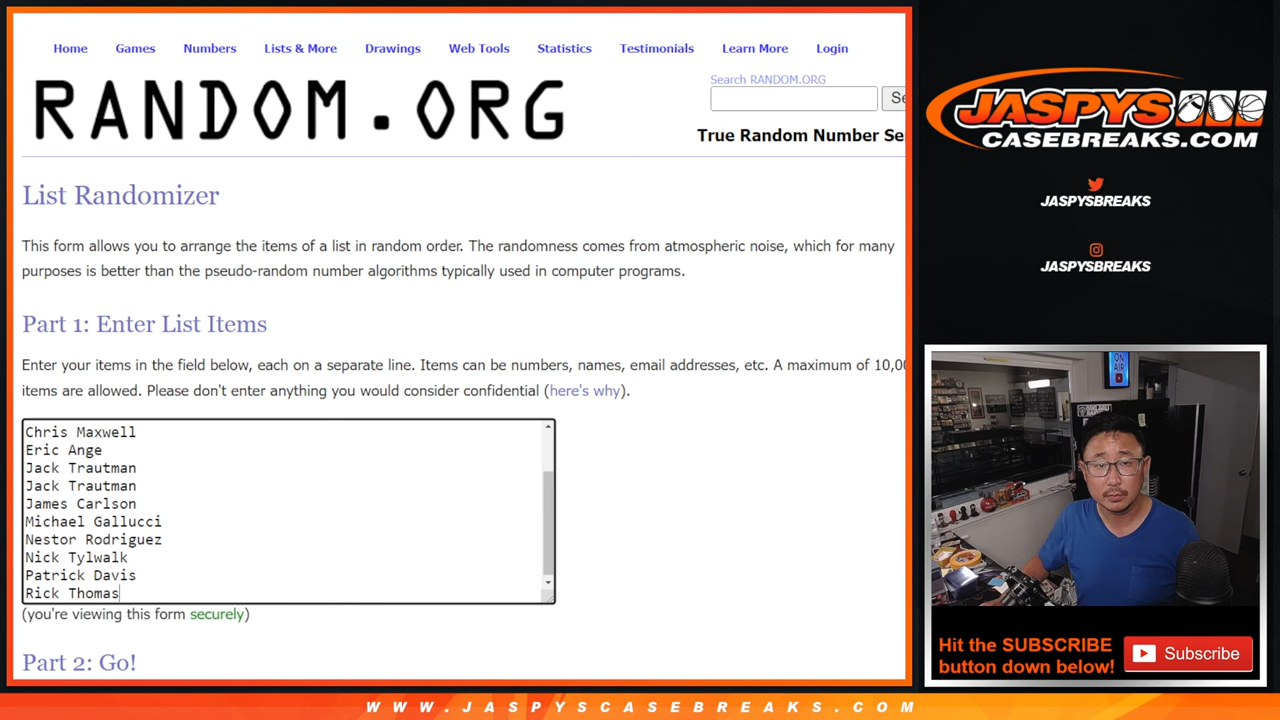 Home Games Numbers Lists & More Drawings Web Tools Statistics Testimonials Learn More Login
RANDOM.ORG
Search RANDOM.ORG
Se
True Random Number Se
List Randomizer
This form allows you to arrange the items of a list in random order. The randomness comes from atmospheric noise, which for many
purposes is better than the pseudo-random number algorithms typically used in computer programs.
Part 1: Enter List Items
Enter your items in the field below, each on a separate line. Items can be numbers, names, email addresses, etc. A maximum of 10,00
items are allowed. Please don't enter anything you would consider confidential (here's why).
Chris Maxwell
Eric Ange
Jack Trautman
Jack Trautman
James Carlson
Michael Gallucci
Nestor Rodriguez
Nick Tylwalk
Patrick Davis
Rick Thomas
(you're viewing this form securely)
Part 2: Go!
JASPYS
CASEBREAKS.COM
JASPYSBREAKS
JASPYSBREAKS
ON
AIR
Hit the SUBSCRIBE
button down below!
Subscribe
WWW.JASPYSCASEBREAKS.COM